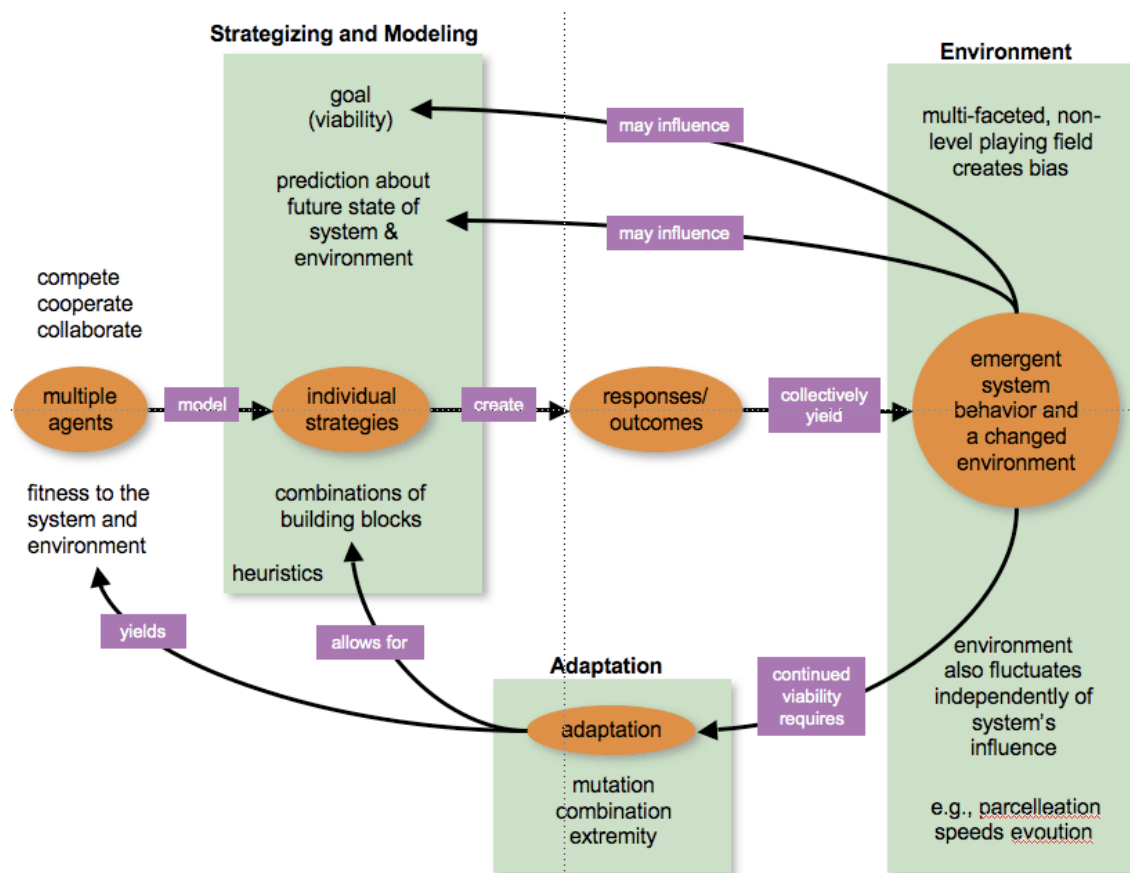 Strategizing and Modeling
Environment
goal
(viability)
may influence
multi-faceted, non-
level playing field
creates bias
prediction about
future state of
system &
environment
may influence
compete
cooperate
collaborate
multiple
agents
model
individual
strategies
create
responses/
outcomes
collectively
yield
emergent
system
behavior and
a changed
environment
fitness to the
system and
environment
combinations of
building blocks
heuristics
yields
allows for
Adaptation
continued
viability
requires
environment
also fluctuates
independently of
system's
influence
adaptation
mutation
combination
extremity
e.g., parcelleation
speeds evoution